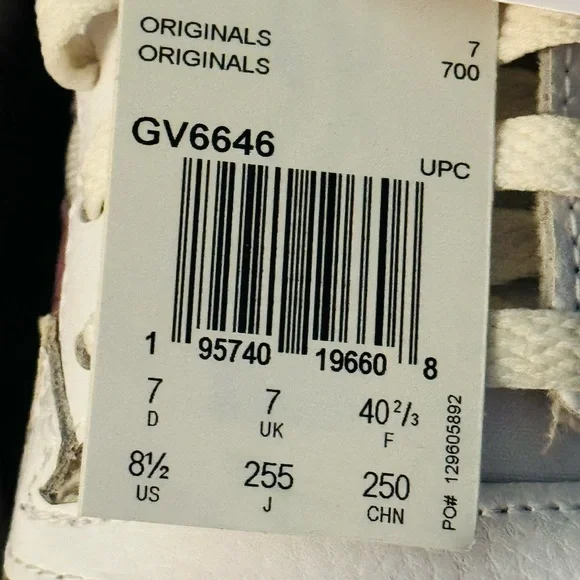 ORIGINALS 7
ORIGINALS 700
GV6646
UPC
1 95740 19660 8
7 7 40 2/3
D UK F
8½ 255 250
US J CHN
PO# 129605892